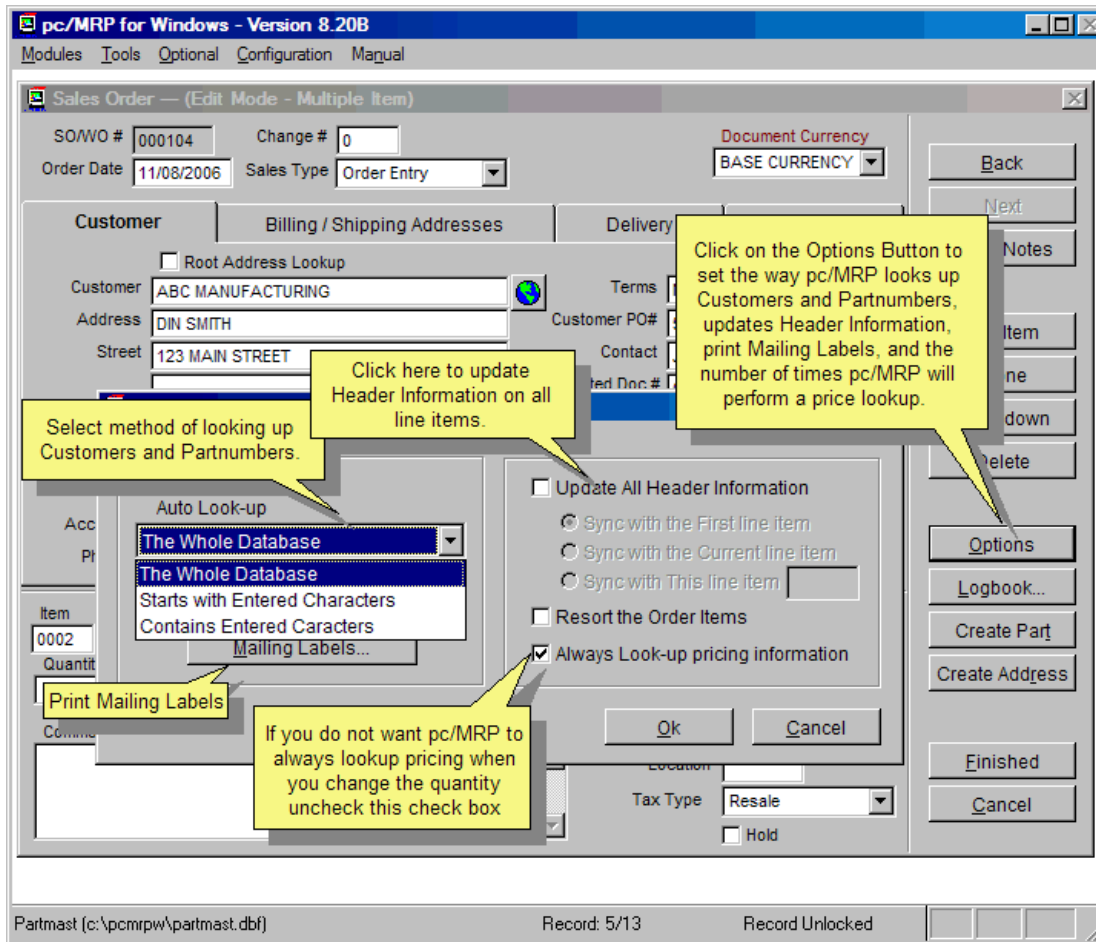 pc/MRP for Windows - Version 8.20B
Modules Tools Optional Configuration Manual
Sales Order — (Edit Mode - Multiple Item)
SO/WO # 000104 Change # 0
Document Currency
Order Date 11/08/2006 Sales Type Order Entry BASE CURRENCY
Back
Next
Notes
Customer Billing / Shipping Addresses Delivery
Click on the Options Button to
set the way pc/MRP looks up
Customers and Partnumbers,
updates Header Information,
print Mailing Labels, and the
number of times pc/MRP will
perform a price lookup.
Root Address Lookup
Customer ABC MANUFACTURING Terms
Address DIN SMITH Customer PO#
Street 123 MAIN STREET Contact
Doc #
Click here to update
Header Information on all
line items.
Select method of looking up
Customers and Partnumbers.
Item
down
Delete
Options
Logbook...
Create Part
Create Address
Finished
Cancel
Auto Look-up
The Whole Database
The Whole Database
Starts with Entered Characters
Contains Entered Caracters
Mailing Labels...
Update All Header Information
Sync with the First line item
Sync with the Current line item
Sync with This line item
Resort the Order Items
Always Look-up pricing information
Ok Cancel
Item
0002
Print Mailing Labels
If you do not want pc/MRP to
always lookup pricing when
you change the quantity
uncheck this check box
Location
Tax Type Resale
Hold
Partmast (c:\pcmrpw\partmast.dbf) Record: 5/13 Record Unlocked